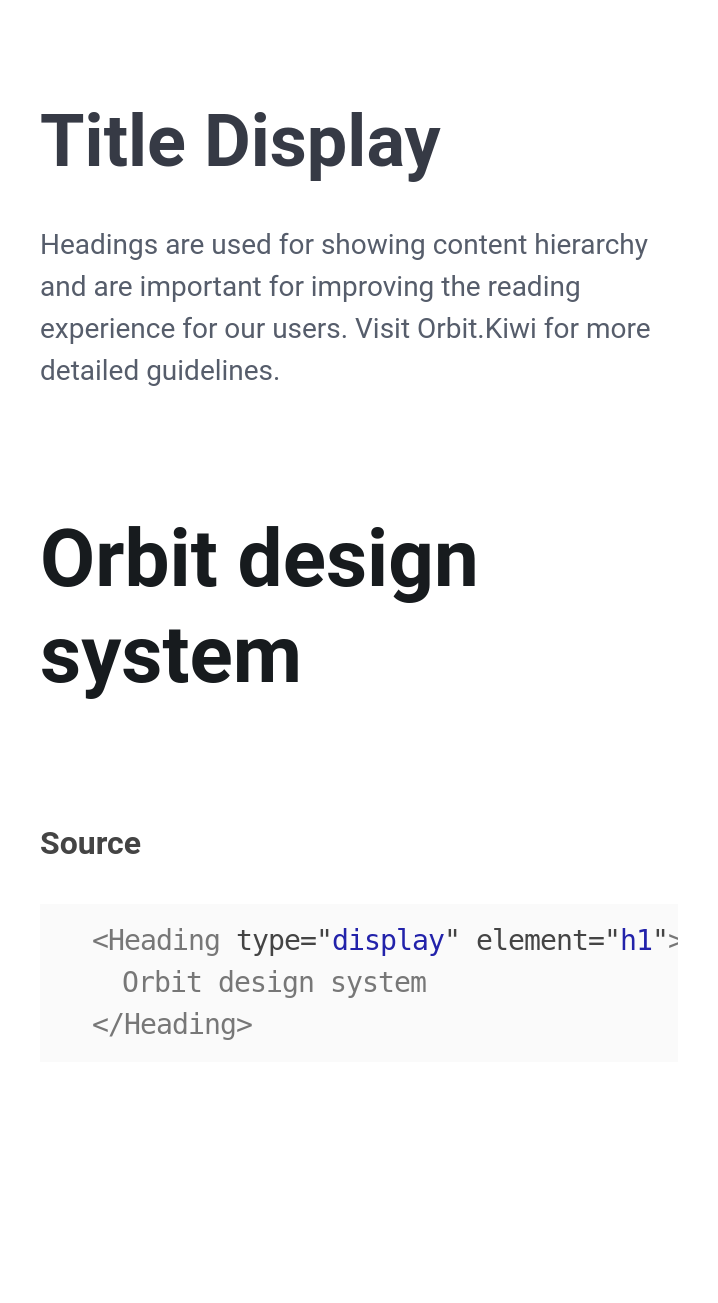 Title Display
Headings are used for showing content hierarchy
and are important for improving the reading
experience for our users. Visit Orbit.Kiwi for more
detailed guidelines.
Orbit design
system
Source
<Heading type="display" element="h1">
Orbit design system
</Heading>